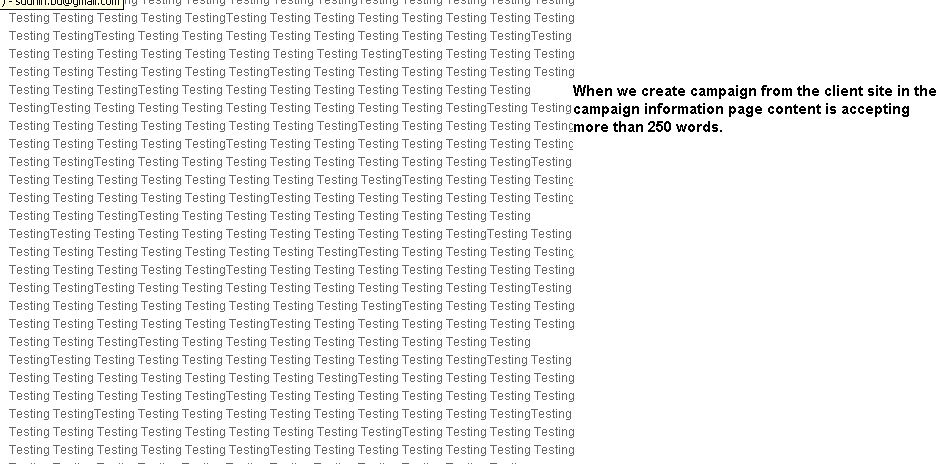 Testing Testing Testing Testing TestingTesting Testing Testing Testing Testing Testing Testing Testing
Testing TestingTesting Testing Testing Testing Testing Testing Testing Testing Testing TestingTesting
Testing Testing Testing Testing Testing Testing Testing Testing TestingTesting Testing Testing Testing
Testing Testing Testing Testing Testing TestingTesting Testing Testing Testing Testing Testing Testing
Testing Testing TestingTesting Testing Testing Testing Testing Testing Testing Testing Testing
TestingTesting Testing Testing Testing Testing Testing Testing Testing Testing TestingTesting Testing
Testing Testing Testing Testing Testing Testing Testing TestingTesting Testing Testing Testing Testing
Testing Testing Testing Testing TestingTesting Testing Testing Testing Testing Testing Testing Testing
Testing TestingTesting Testing Testing Testing Testing Testing Testing Testing Testing TestingTesting
Testing Testing Testing Testing Testing Testing Testing Testing TestingTesting Testing Testing Testing
Testing Testing Testing Testing Testing TestingTesting Testing Testing Testing Testing Testing Testing
Testing Testing TestingTesting Testing Testing Testing Testing Testing Testing Testing Testing
TestingTesting Testing Testing Testing Testing Testing Testing Testing Testing TestingTesting Testing
Testing Testing Testing Testing Testing Testing Testing TestingTesting Testing Testing Testing Testing
Testing Testing Testing Testing TestingTesting Testing Testing Testing Testing Testing Testing Testing
Testing TestingTesting Testing Testing Testing Testing Testing Testing Testing Testing TestingTesting
Testing Testing Testing Testing Testing Testing Testing Testing TestingTesting Testing Testing Testing
Testing Testing Testing Testing Testing TestingTesting Testing Testing Testing Testing Testing Testing
Testing Testing TestingTesting Testing Testing Testing Testing Testing Testing Testing Testing
TestingTesting Testing Testing Testing Testing Testing Testing Testing Testing TestingTesting Testing
Testing Testing Testing Testing Testing Testing Testing TestingTesting Testing Testing Testing Testing
Testing Testing Testing Testing TestingTesting Testing Testing Testing Testing Testing Testing Testing
Testing TestingTesting Testing Testing Testing Testing Testing Testing Testing Testing TestingTesting
Testing Testing Testing Testing Testing Testing Testing Testing TestingTesting Testing Testing Testing
Testing Testing Testing Testing Testing TestingTesting Testing Testing Testing Testing Testing Testing
When we create campaign from the client site in the
campaign information page content is accepting
more than 250 words.